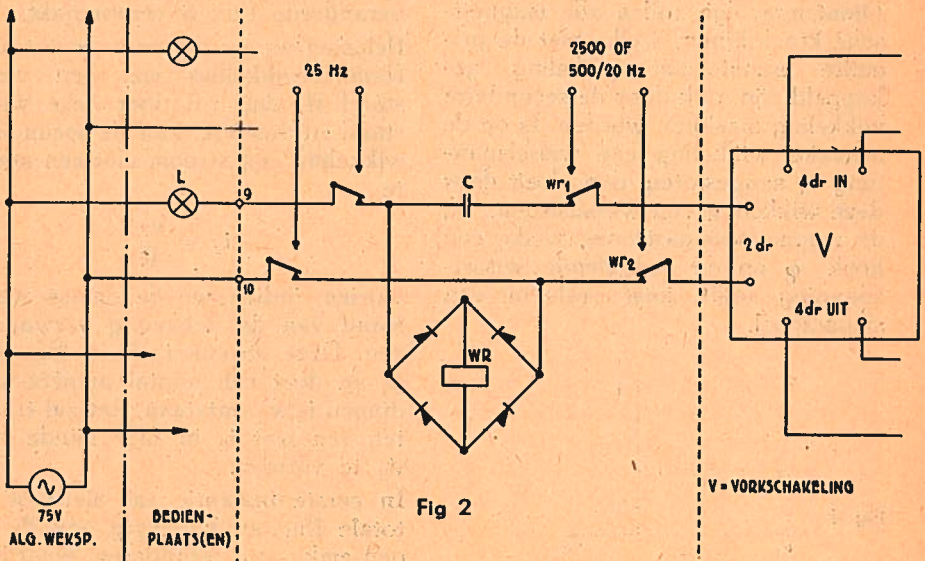 25 Hz
2500 OF
500/20 Hz
L
9
C
wr₁
4dr IN
2dr
V
10
wr₂
4dr UIT
WR
75V
ALG. WEKSP.
BEDIEN-
PLAATS(EN)
Fig 2
V = VORKSCHAKELING